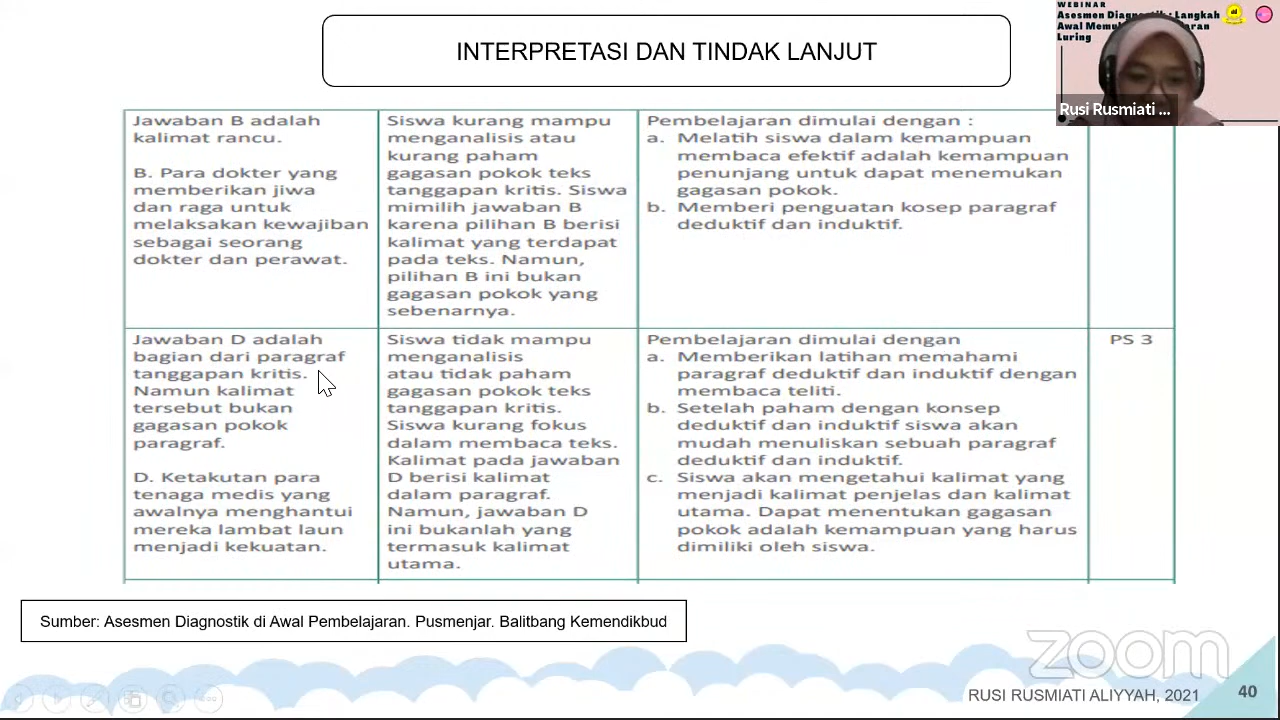 INTERPRETASI DAN TINDAK LANJUT
WEBINAR
Asesmen Langkah
Awal
Luring
Rusi Rusmiati ...
Jawaban B adalah
kalimat rancu.
B. Para dokter yang
memberikan jiwa
dan raga untuk
melaksakan kewajiban
sebagai seorang
dokter dan perawat.
Siswa kurang mampu
menganalisis atau
kurang paham
gagasan pokok teks
tanggapan kritis. Siswa
mimilih jawaban B
karena pilihan B berisi
kalimat yang terdapat
pada teks. Namun,
pilihan B ini bukan
gagasan pokok yang
sebenarnya.
Pembelajaran dimulai dengan :
a. Melatih siswa dalam kemampuan
membaca efektif adalah kemampuan
penunjang untuk dapat menemukan
gagasan pokok.
b. Memberi penguatan kosep paragraf
deduktif dan induktif.
Jawaban D adalah
bagian dari paragraf
tanggapan kritis.
Namun kalimat
tersebut bukan
gagasan pokok
paragraf.
D. Ketakutan para
tenaga medis yang
awalnya menghantui
mereka lambat laun
menjadi kekuatan.
Siswa tidak mampu
menganalisis
atau tidak paham
gagasan pokok teks
tanggapan kritis.
Siswa kurang fokus
dalam membaca teks.
Kalimat pada jawaban
D berisi kalimat
dalam paragraf.
Namun, jawaban D
ini bukanlah yang
termasuk kalimat
utama.
Pembelajaran dimulai dengan
a. Memberikan latihan memahami
paragraf deduktif dan induktif dengan
membaca teliti.
b. Setelah paham dengan konsep
deduktif dan induktif siswa akan
mudah menuliskan sebuah paragraf
deduktif dan induktif.
c. Siswa akan mengetahui kalimat yang
menjadi kalimat penjelas dan kalimat
utama. Dapat menentukan gagasan
pokok adalah kemampuan yang harus
dimiliki oleh siswa.
PS 3
Sumber: Asesmen Diagnostik di Awal Pembelajaran. Pusmenjar. Balitbang Kemendikbud
zoom
RUSI RUSMIATI ALIYYAH, 2021
40